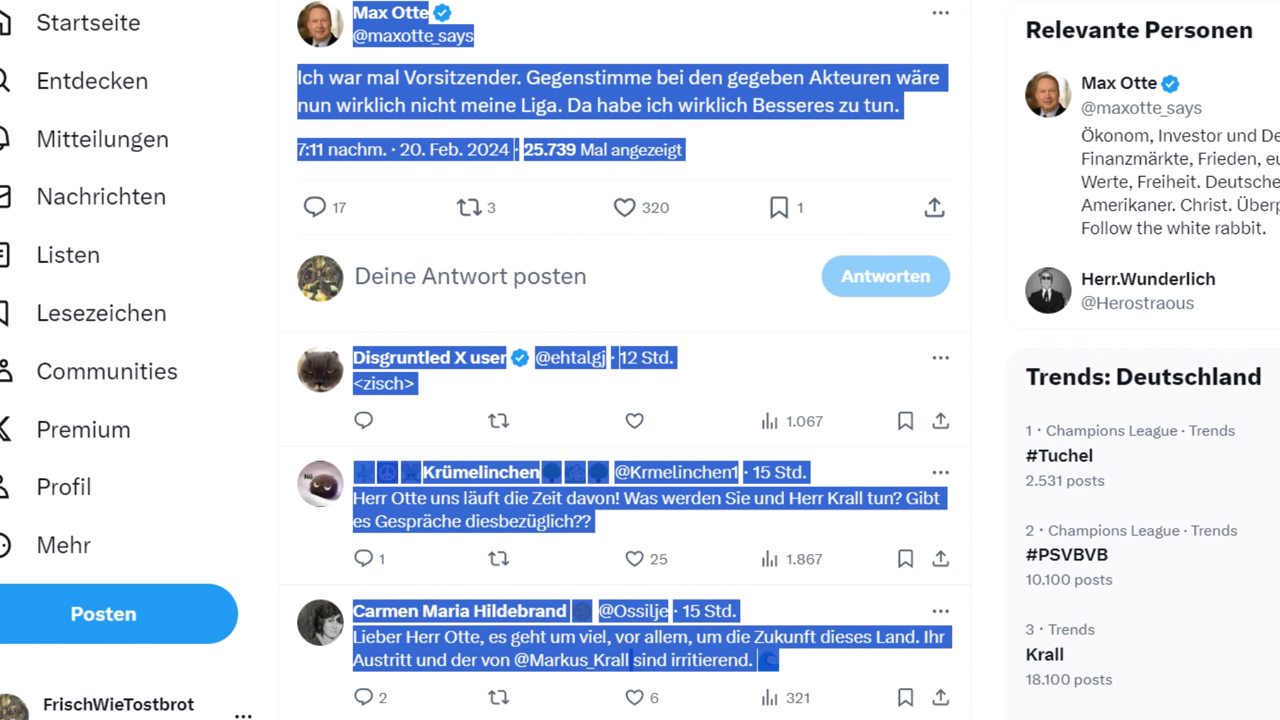 Startseite
Entdecken
Mitteilungen
Nachrichten
Listen
Lesezeichen
Communities
Premium
Profil
Mehr
Posten
FrischWieTostbrot
Max Otte
@maxotte_says
Ich war mal Vorsitzender. Gegenstimme bei den gegeben Akteuren wäre
nun wirklich nicht meine Liga. Da habe ich wirklich Besseres zu tun.
7:11 nachm. · 20. Feb. 2024 · 25.739 Mal angezeigt
17 3 320 1
Deine Antwort posten
Antworten
Disgruntled X user @ehtalgj · 12 Std.
<zisch>
1.067
Krümelinchen @Krmelinchen1 · 15 Std.
Herr Otte uns läuft die Zeit davon! Was werden Sie und Herr Krall tun? Gibt
es Gespräche diesbezüglich??
1 25 1.867
Carmen Maria Hildebrand @Ossilje · 15 Std.
Lieber Herr Otte, es geht um viel, vor allem, um die Zukunft dieses Land. Ihr
Austritt und der von @Markus_Krall sind irritierend.
2 6 321
Relevante Personen
Max Otte
@maxotte_says
Ökonom, Investor und De
Finanzmärkte, Frieden, eu
Werte, Freiheit. Deutsche
Amerikaner. Christ. Überp
Follow the white rabbit.
Herr.Wunderlich
@Herostraous
Trends: Deutschland
1 · Champions League · Trends
#Tuchel
2.531 posts
2 · Champions League · Trends
#PSVBVB
10.100 posts
3 · Trends
Krall
18.100 posts